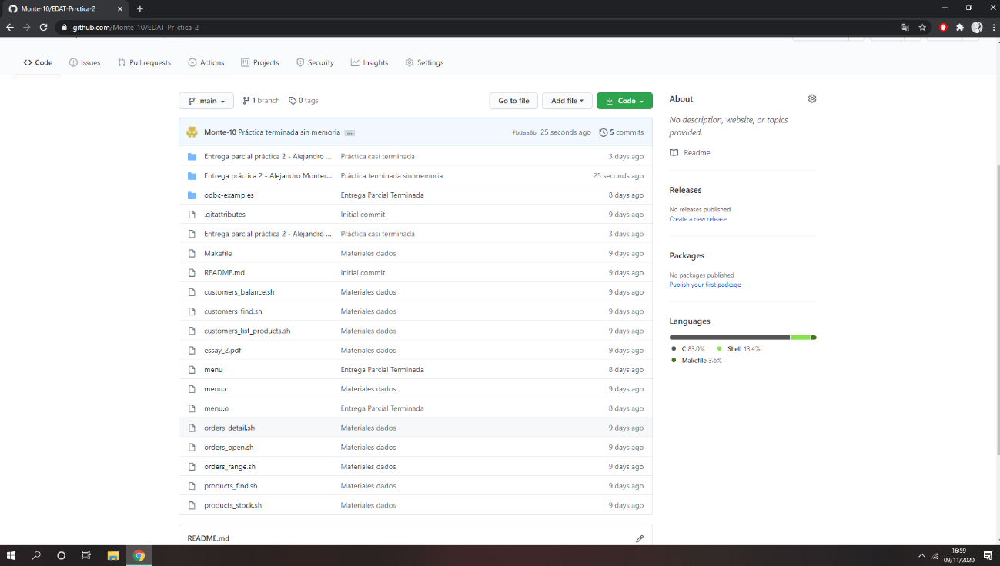 Monte-10/EDAT-Pr-ctica-2
github.com/Monte-10/EDAT-Pr-ctica-2
Code Issues Pull requests Actions Projects Security Insights Settings
main 1 branch 0 tags Go to file Add file Code
Monte-10 Práctica terminada sin memoria ... fbdaa0b 25 seconds ago 5 commits
Entrega parcial práctica 2 - Alejandro ... Práctica casi terminada 3 days ago
Entrega práctica 2 - Alejandro Monter... Práctica terminada sin memoria 25 seconds ago
odbc-examples Entrega Parcial Terminada 8 days ago
.gitattributes Initial commit 9 days ago
Entrega parcial práctica 2 - Alejandro ... Práctica casi terminada 3 days ago
Makefile Materiales dados 9 days ago
README.md Initial commit 9 days ago
customers_balance.sh Materiales dados 9 days ago
customers_find.sh Materiales dados 9 days ago
customers_list_products.sh Materiales dados 9 days ago
essay_2.pdf Materiales dados 9 days ago
menu Entrega Parcial Terminada 8 days ago
menu.c Materiales dados 9 days ago
menu.o Entrega Parcial Terminada 8 days ago
orders_detail.sh Materiales dados 9 days ago
orders_open.sh Materiales dados 9 days ago
orders_range.sh Materiales dados 9 days ago
products_find.sh Materiales dados 9 days ago
products_stock.sh Materiales dados 9 days ago
README.md
About
No description, website, or topics
provided.
Readme
Releases
No releases published
Create a new release
Packages
No packages published
Publish your first package
Languages
C 83.0% Shell 13.4%
Makefile 3.6%
16:59
09/11/2020